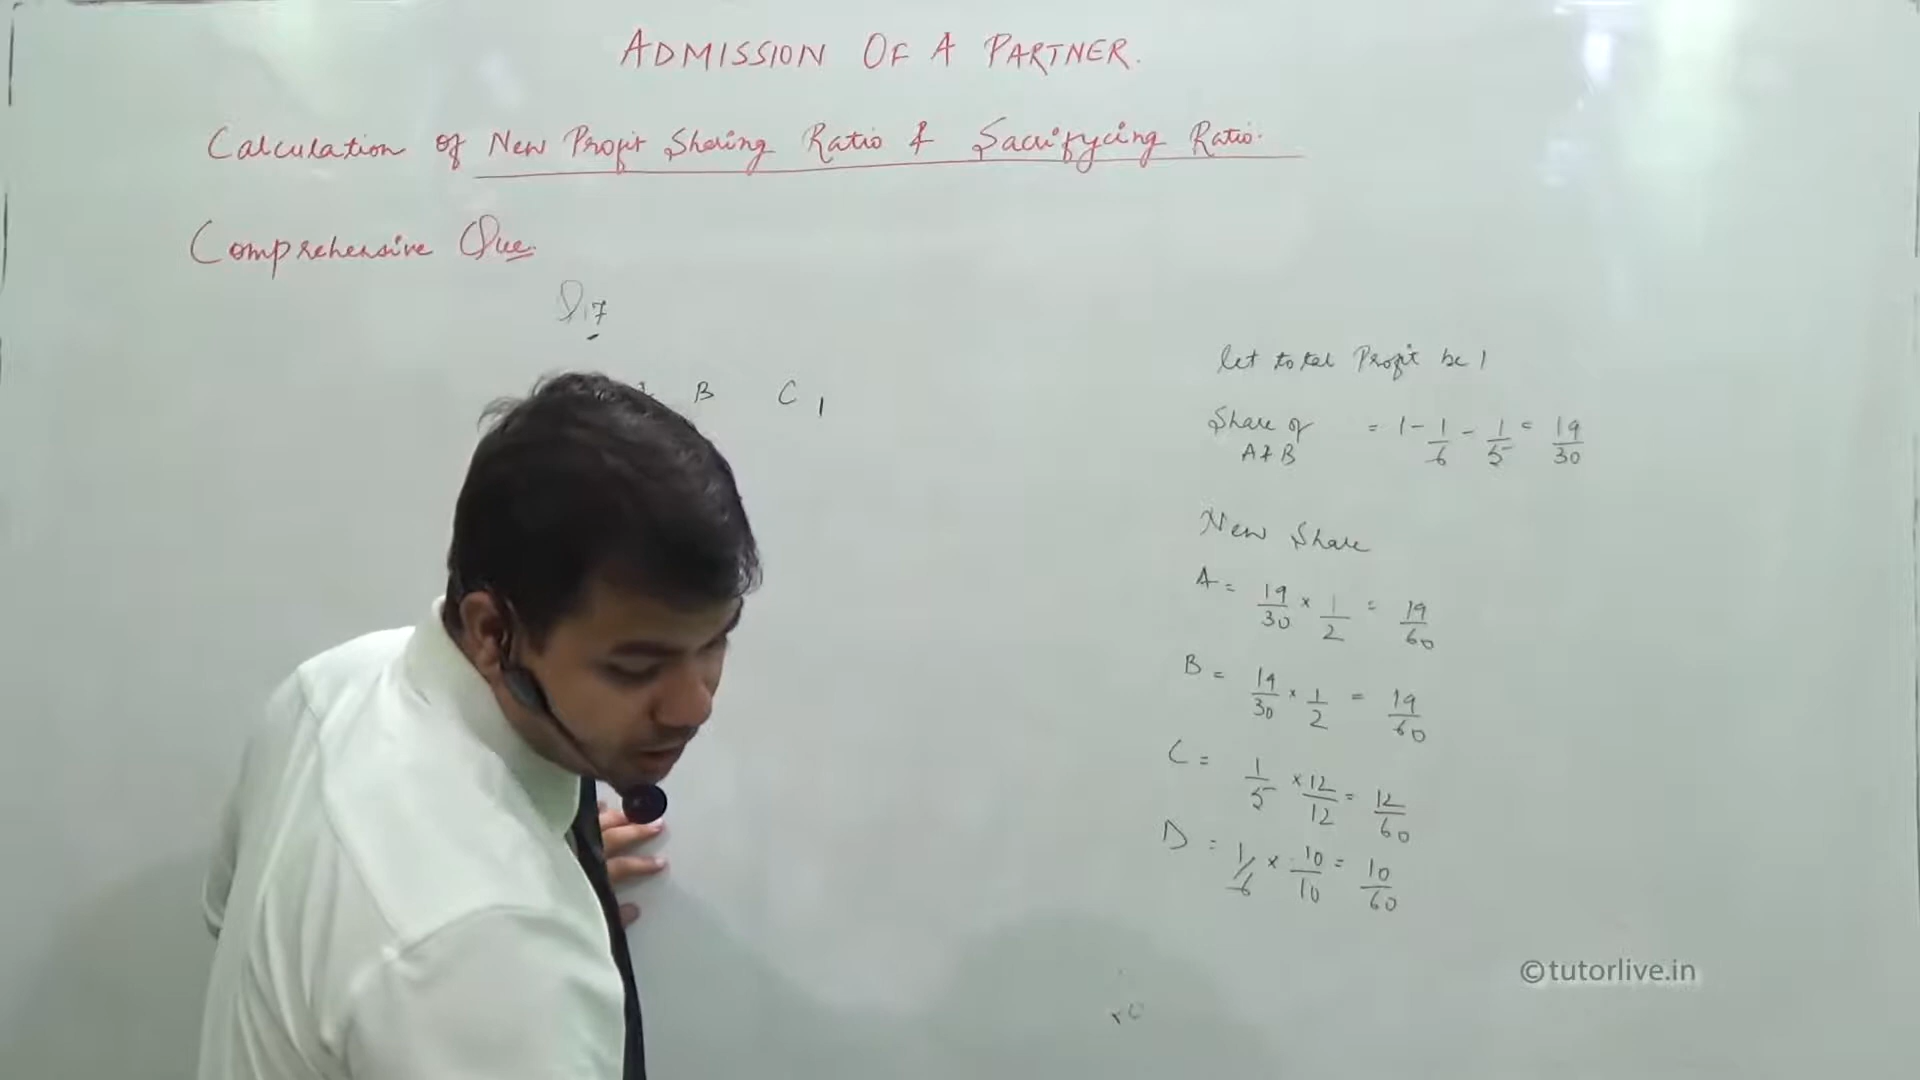 ADMISSION OF A PARTNER.
Calculation of New Profit Sharing Ratio & Sacrifycing Ratio.
Comprehensive Que.
Q.17
B C
let total Profit be 1
Share of A & B = 1 - 1/6 - 1/5 = 19/30
New Share
A = 19/30 × 1/2 = 19/60
B = 19/30 × 1/2 = 19/60
C = 1/5 × 12/12 = 12/60
D = 1/6 × 10/10 = 10/60
©tutorlive.in